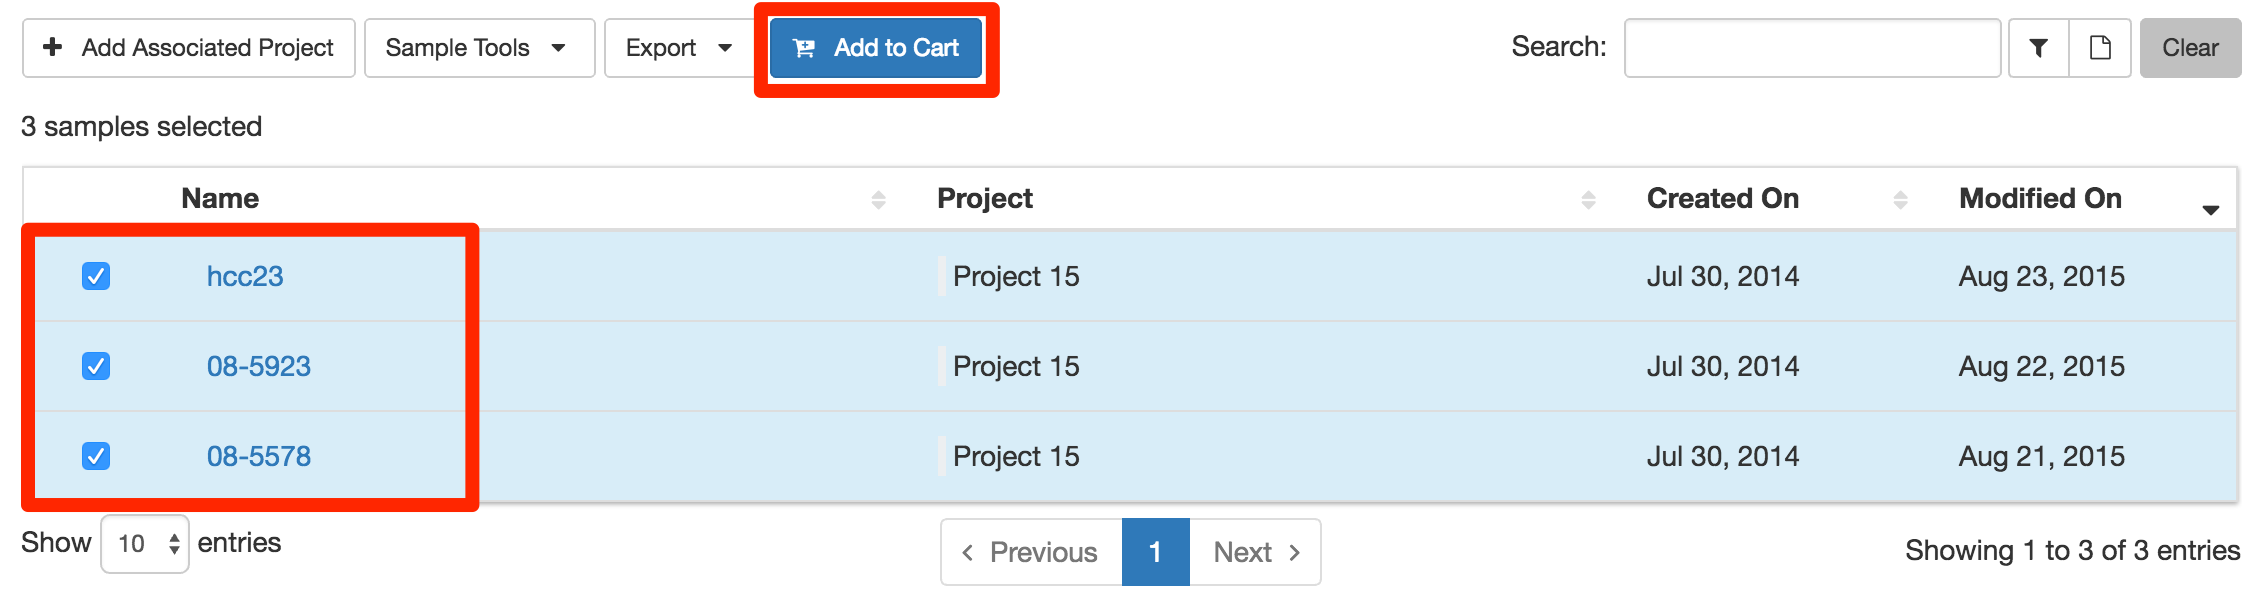 Add Associated Project Sample Tools Export Add to Cart Search: Clear
3 samples selected
Name Project Created On Modified On
hcc23 Project 15 Jul 30, 2014 Aug 23, 2015
08-5923 Project 15 Jul 30, 2014 Aug 22, 2015
08-5578 Project 15 Jul 30, 2014 Aug 21, 2015
Show 10 entries Previous 1 Next Showing 1 to 3 of 3 entries